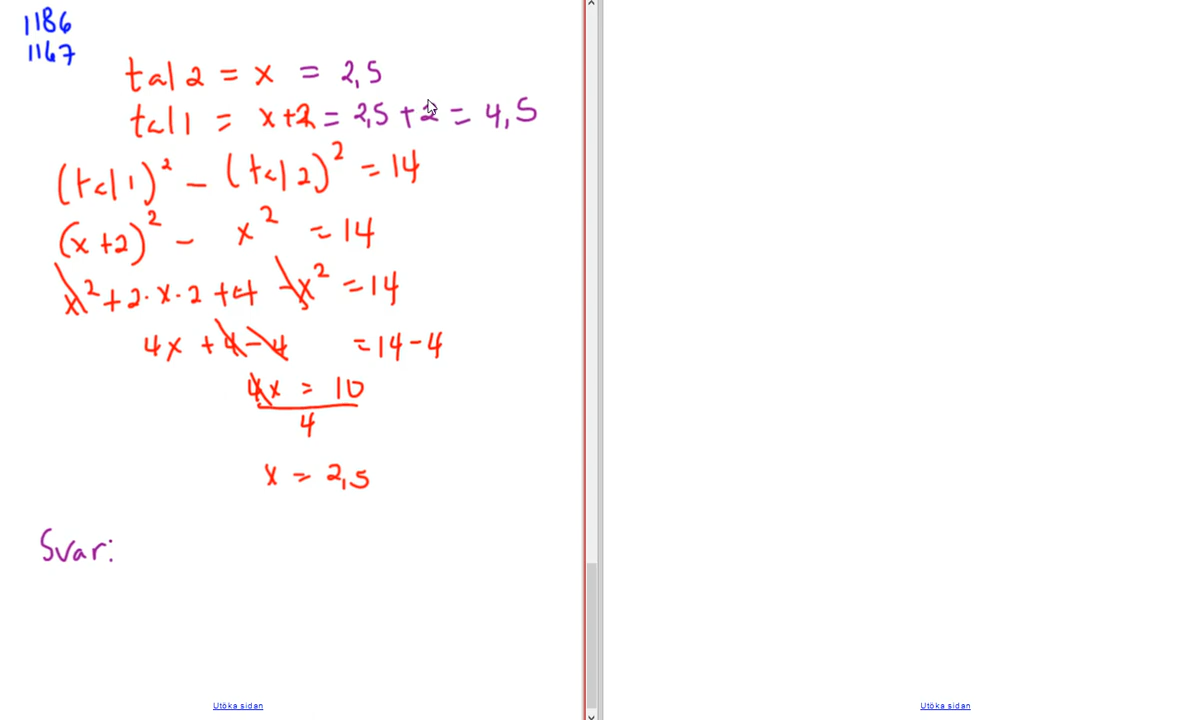 1186
1167
tal 2 = x = 2,5
tal 1 = x+2 = 2,5 + 2 = 4,5
(tal 1)² − (tal 2)² = 14
(x+2)² − x² = 14
x² + 2·x·2 + 4 − x² = 14
4x + 4 − 4 = 14 − 4
4x = 10
4
x = 2,5
Svar:
Utöka sidan
Utöka sidan